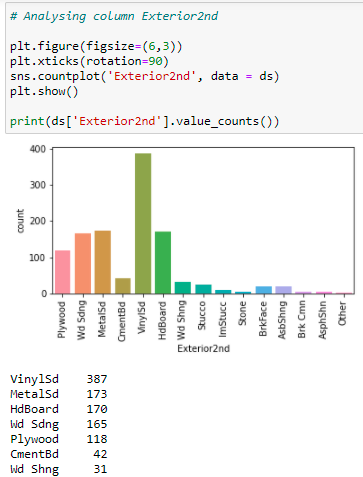 # Analysing column Exterior2nd
plt.figure(figsize=(6,3))
plt.xticks(rotation=90)
sns.countplot('Exterior2nd', data = ds)
plt.show()
print(ds['Exterior2nd'].value_counts())
400
300
200
100
0
count
Plywood
Wd Sdng
MetalSd
CmentBd
VinylSd
HdBoard
Wd Shng
Stucco
ImStucc
Stone
BrkFace
AsbShng
Brk Cmn
AsphShn
Other
Exterior2nd
VinylSd 387
MetalSd 173
HdBoard 170
Wd Sdng 165
Plywood 118
CmentBd 42
Wd Shng 31